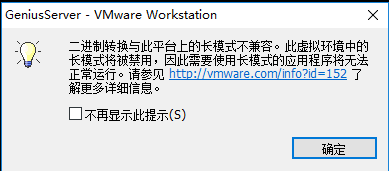 GeniusServer - VMware Workstation
二进制转换与此平台上的长模式不兼容。此虚拟环境中的
长模式将被禁用，因此需要使用长模式的应用程序将无法
正常运行。请参见 http://vmware.com/info?id=152 了
解更多详细信息。
不再显示此提示(S)
确定